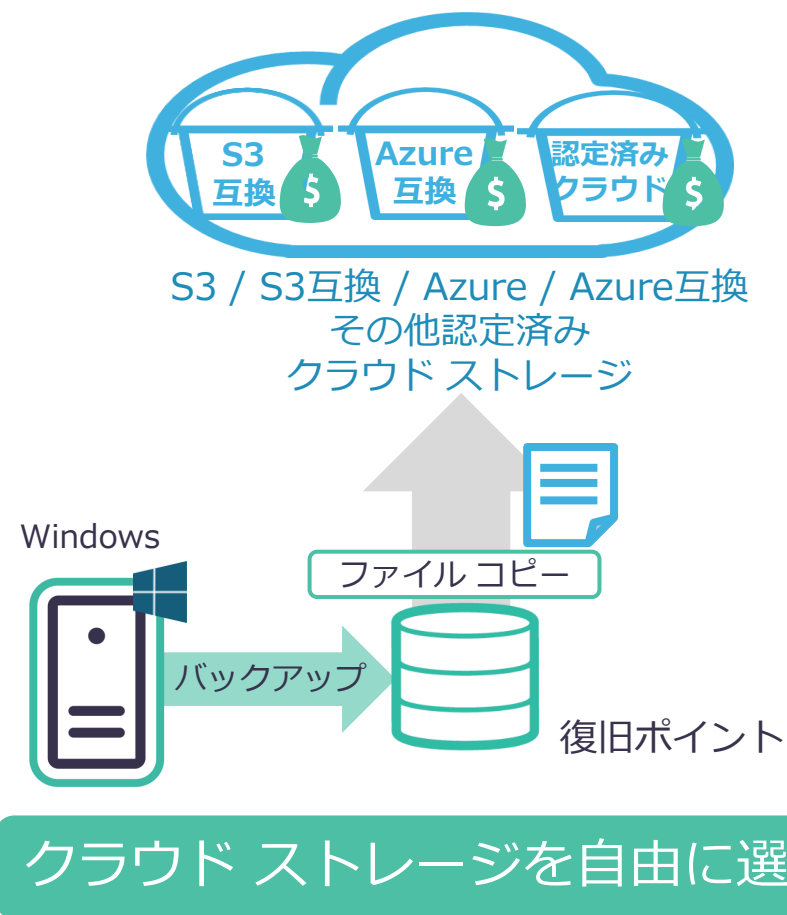 S3
互換
$
Azure
互換
$
認定済み
クラウド
$
S3 / S3互換 / Azure / Azure互換
その他認定済み
クラウド ストレージ
Windows
ファイル コピー
バックアップ
復旧ポイント
クラウド ストレージを自由に選